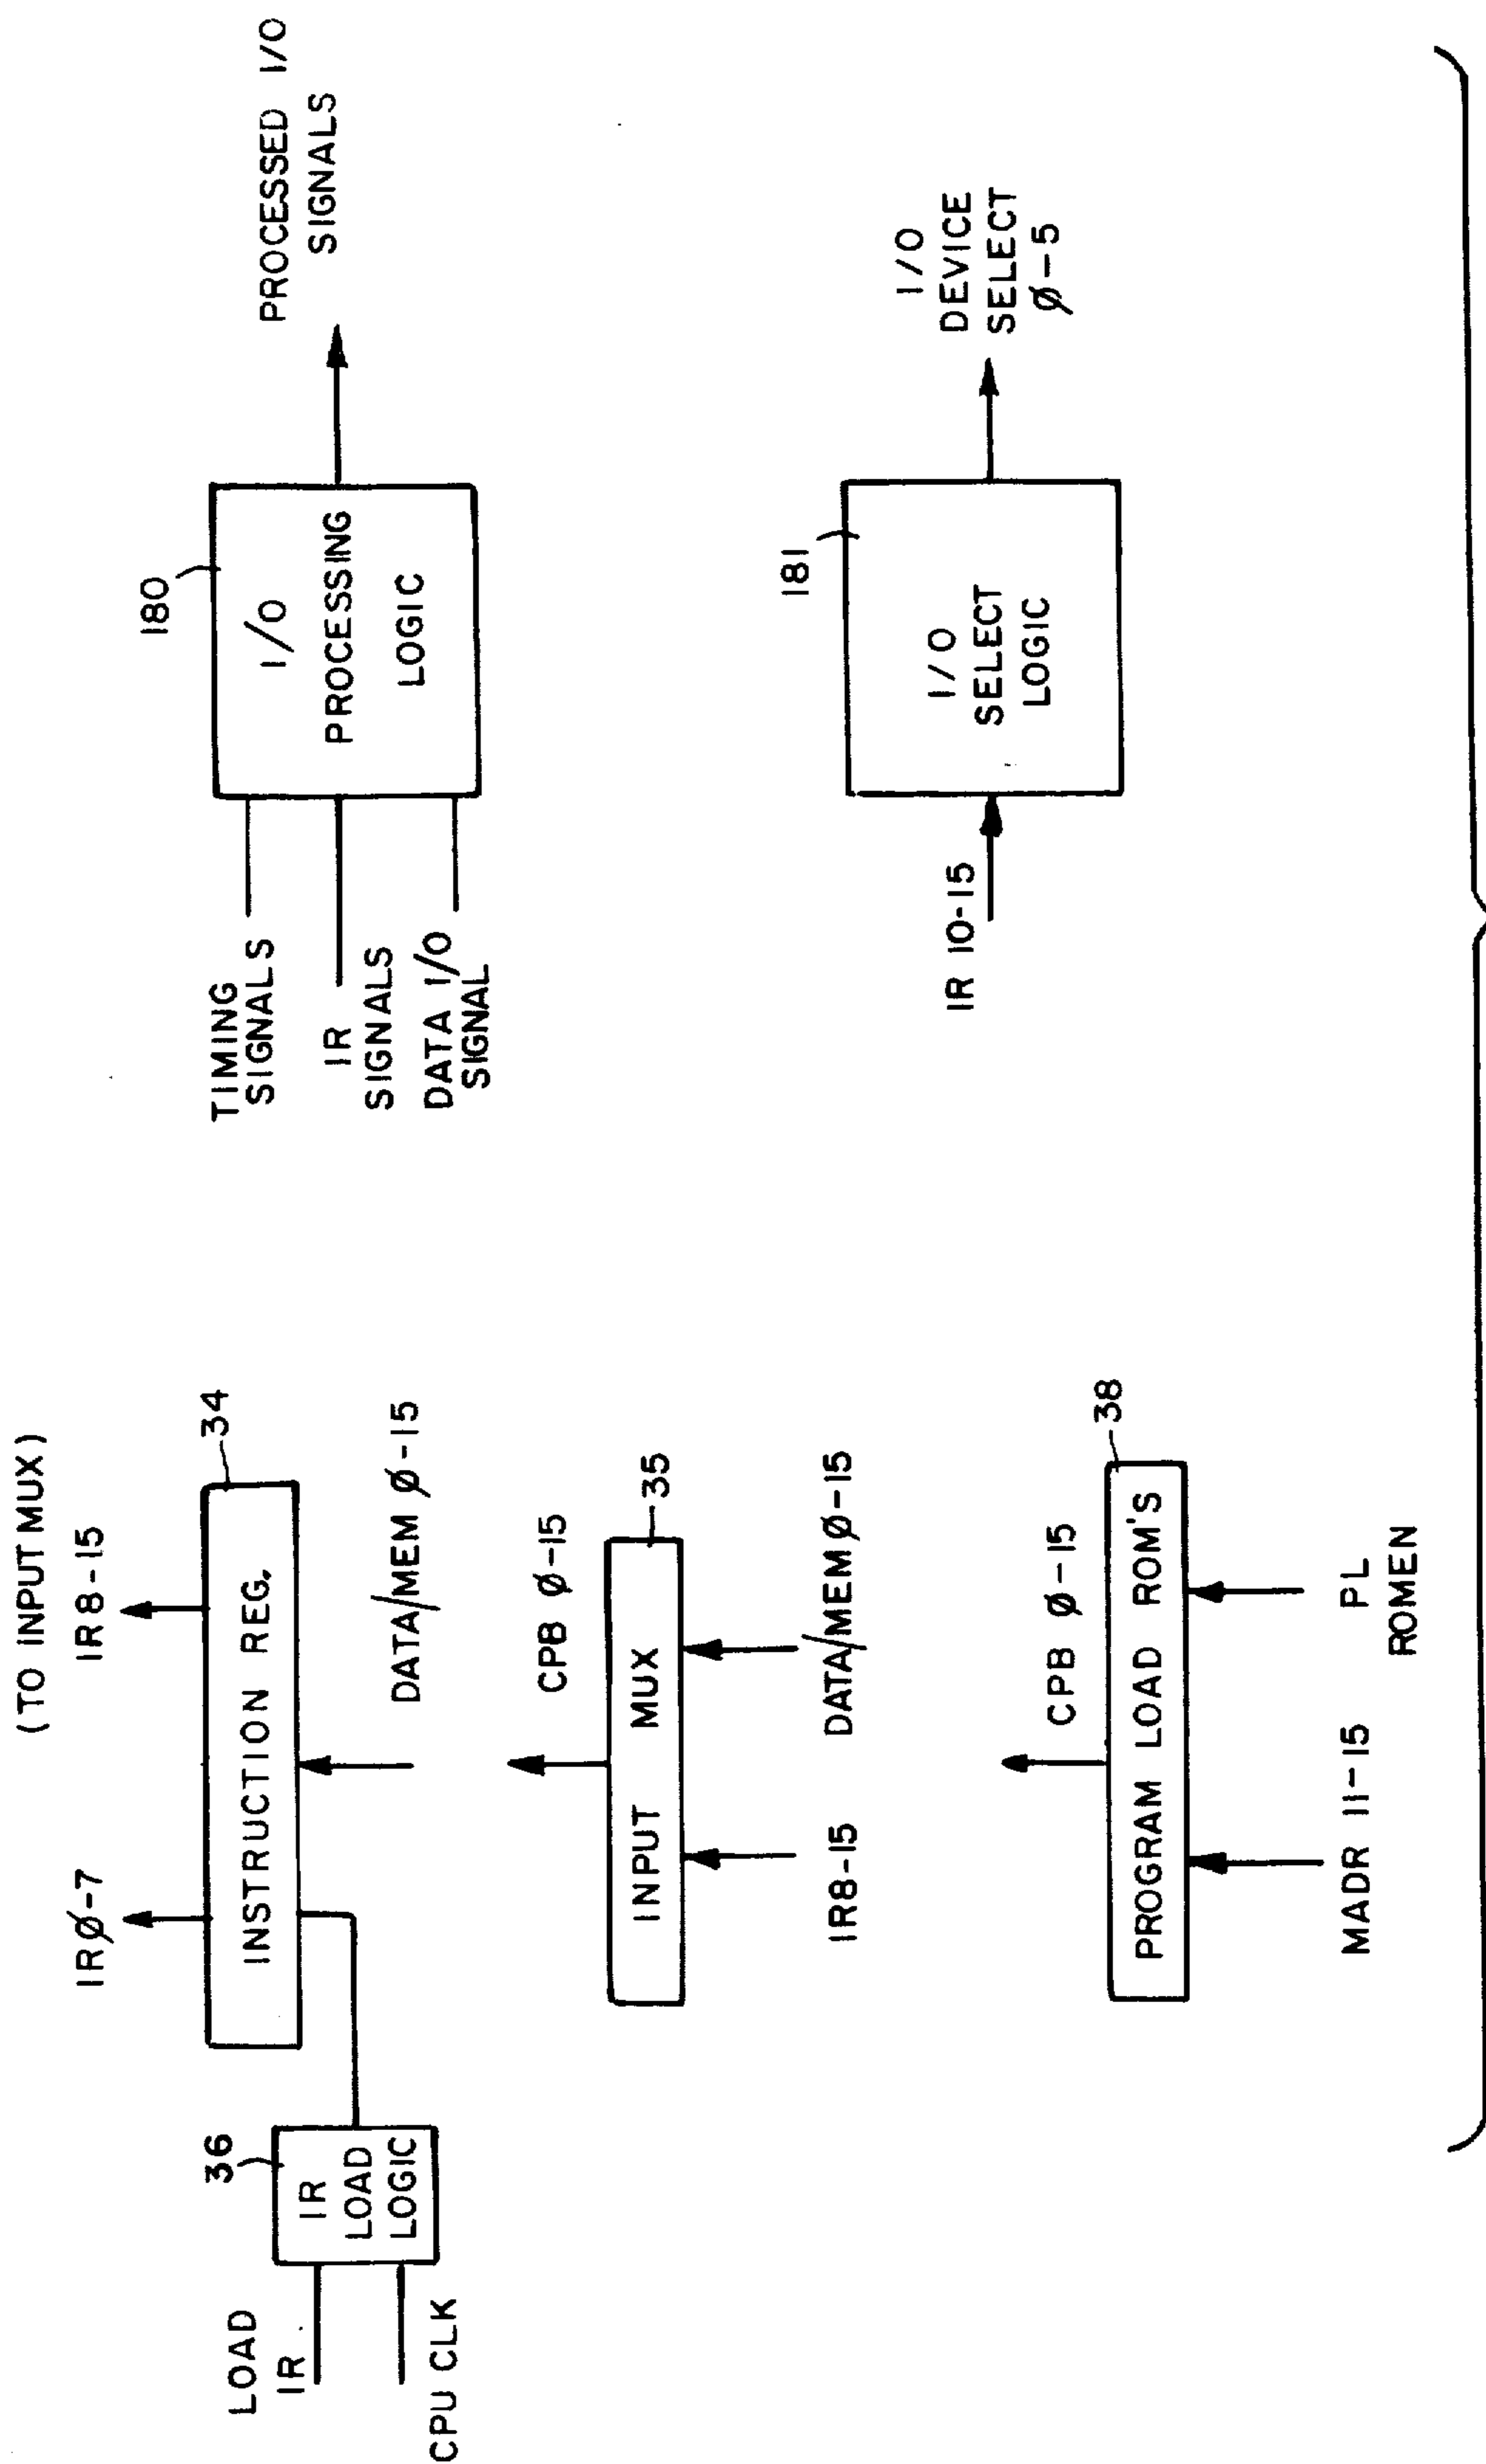 (TO INPUT MUX)
IRØ-7
IR8-15
34
INSTRUCTION REG.
36
IR
LOAD
LOGIC
LOAD
IR
CPU CLK
DATA/MEM Ø-15
CPB Ø-15
35
INPUT MUX
IR8-15
DATA/MEM Ø-15
CPB Ø-15
38
PROGRAM LOAD ROM'S
MADR 11-15
PL
ROMEN
180
I/O
PROCESSING
LOGIC
TIMING
SIGNALS
IR
SIGNALS
DATA I/O
SIGNAL
PROCESSED I/O
SIGNALS
181
I/O
SELECT
LOGIC
IR 10-15
I/O
DEVICE
SELECT
Ø-5